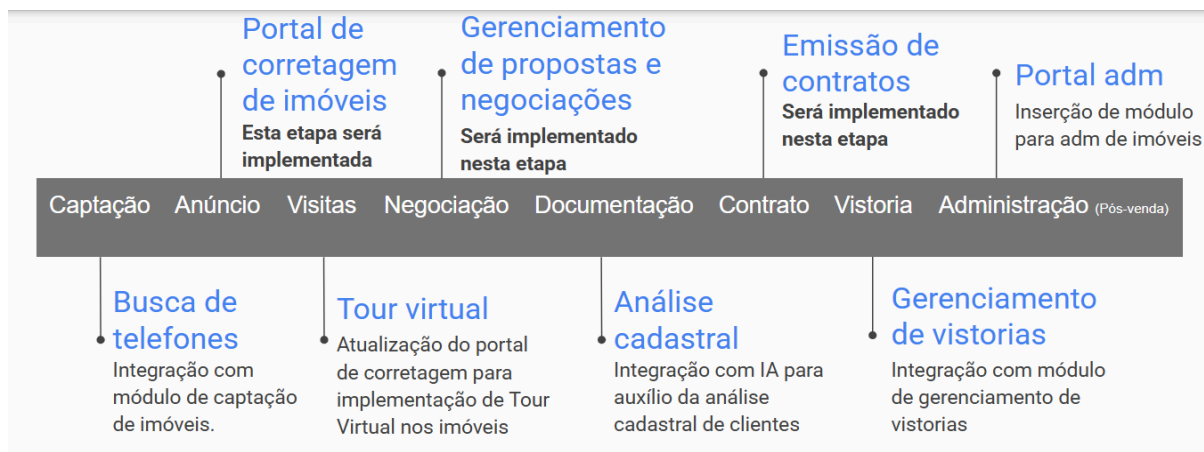 Portal de
corretagem
de imóveis
Esta etapa será
implementada
Gerenciamento
de propostas e
negociações
Será implementado
nesta etapa
Emissão de
contratos
Será implementado
nesta etapa
Portal adm
Inserção de módulo
para adm de imóveis
Captação Anúncio Visitas Negociação Documentação Contrato Vistoria Administração (Pós-venda)
Busca de
telefones
Integração com
módulo de captação
de imóveis.
Tour virtual
Atualização do portal
de corretagem para
implementação de Tour
Virtual nos imóveis
Análise
cadastral
Integração com IA para
auxílio da análise
cadastral de clientes
Gerenciamento
de vistorias
Integração com módulo
de gerenciamento de
vistorias